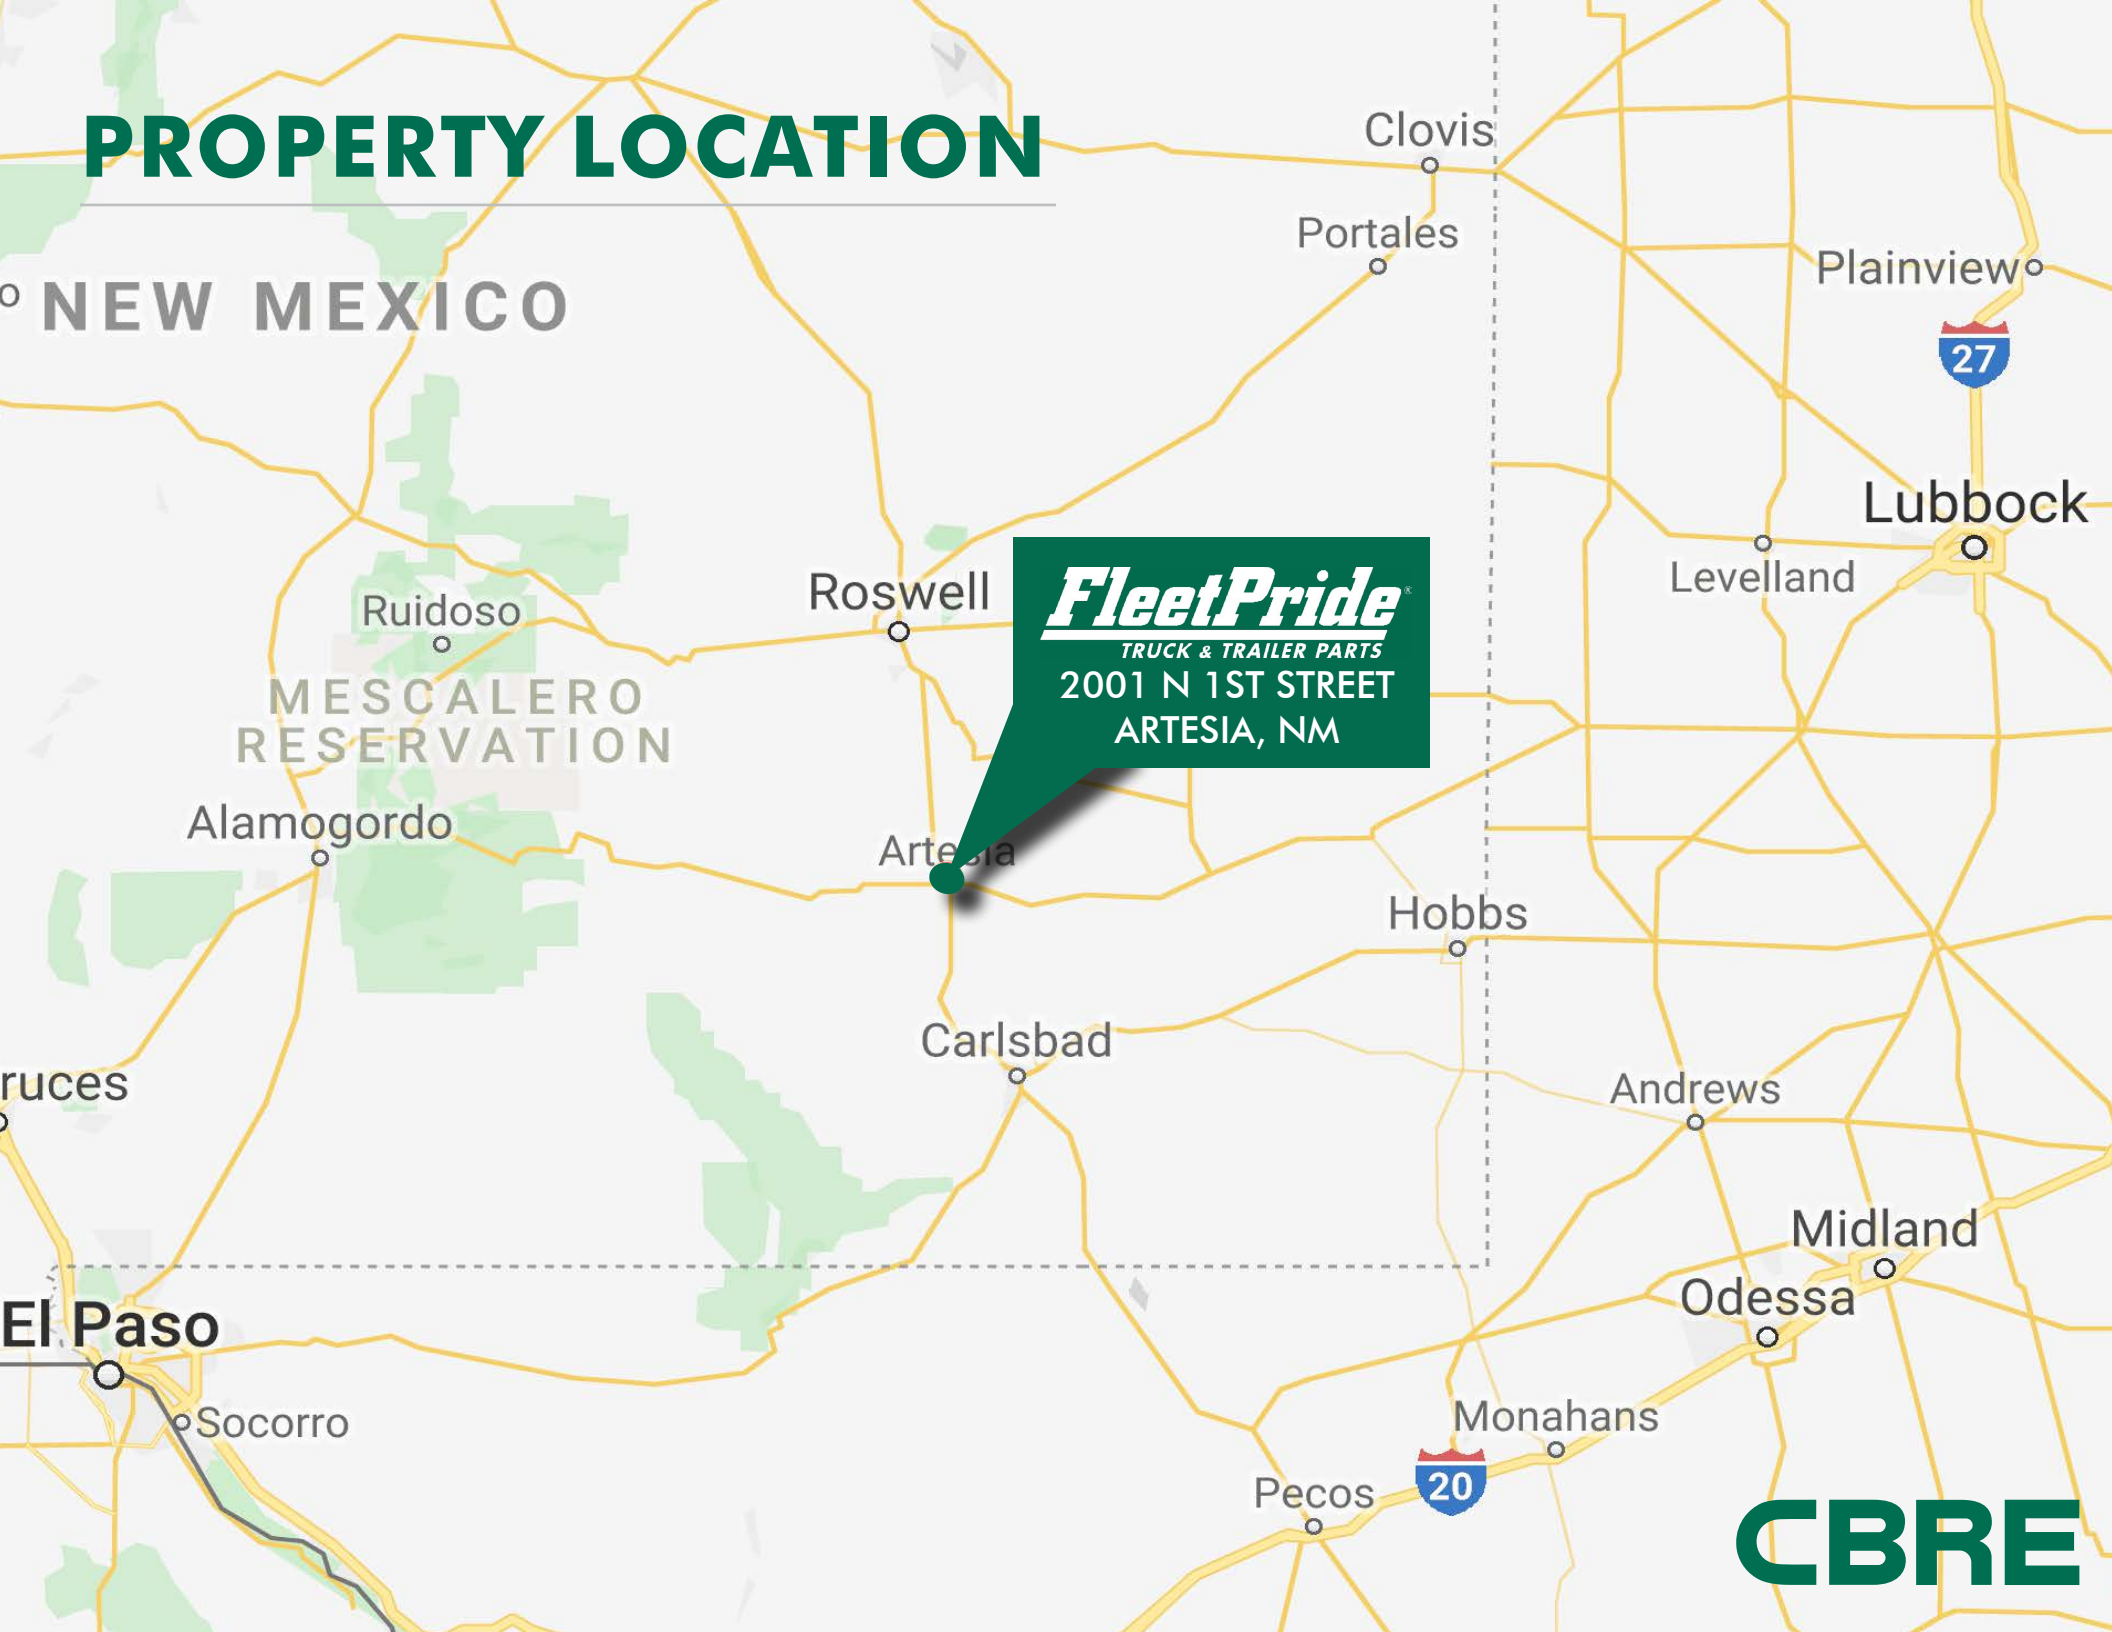 PROPERTY LOCATION
Clovis
Portales
Plainview
NEW MEXICO
27
Lubbock
Levelland
Roswell
FleetPride®
TRUCK & TRAILER PARTS
2001 N 1ST STREET
ARTESIA, NM
Ruidoso
MESCALERO
RESERVATION
Alamogordo
Artesia
Hobbs
Carlsbad
ruces
Andrews
Midland
Odessa
El Paso
Socorro
Monahans
20
Pecos
CBRE